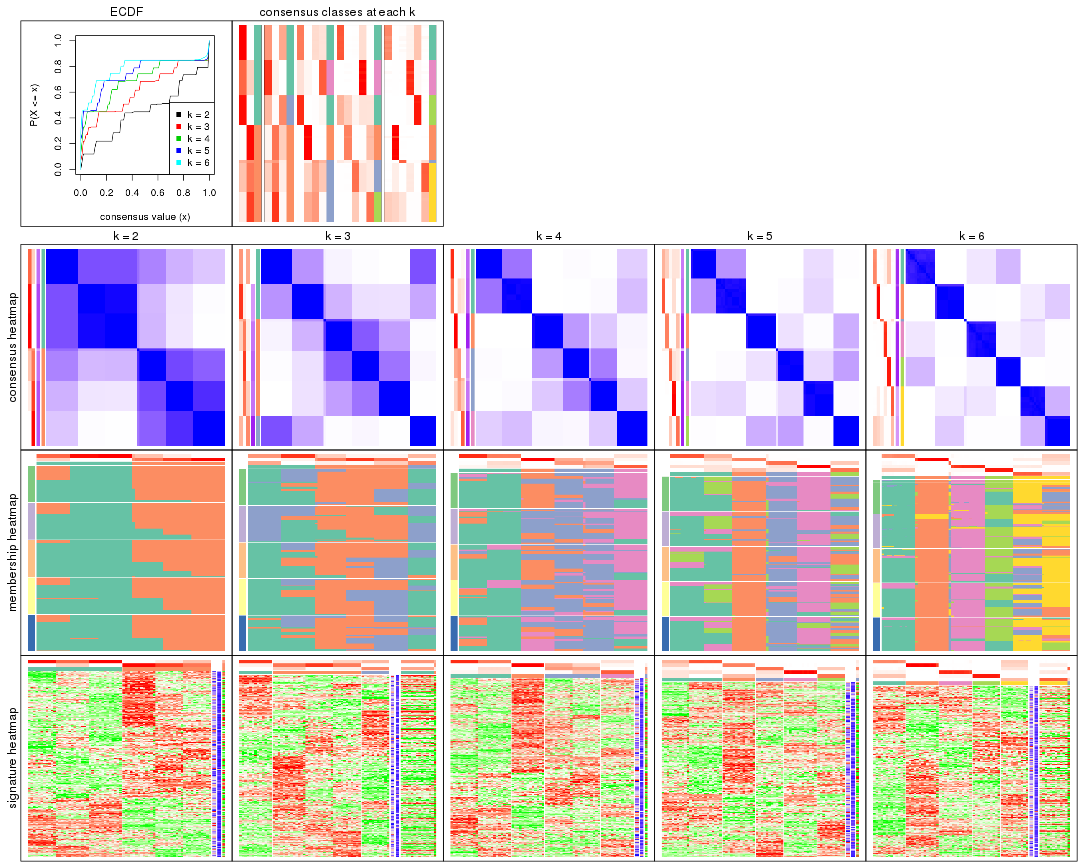 ECDF
consensus classes at each k
P(X <= x)
1.0
0.8
0.6
0.4
0.2
0.0
k = 2
k = 3
k = 4
k = 5
k = 6
0.0 0.2 0.4 0.6 0.8 1.0
consensus value (x)
k = 2 k = 3 k = 4 k = 5 k = 6
consensus heatmap
membership heatmap
signature heatmap